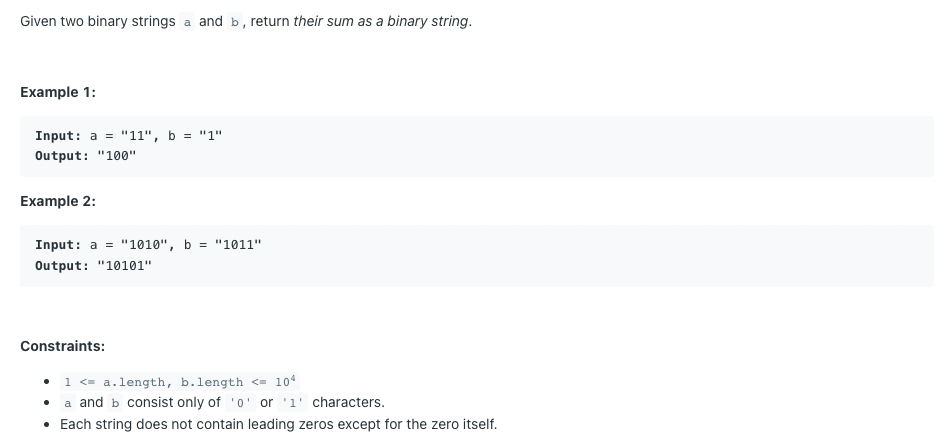 Given two binary strings a and b, return their sum as a binary string.
Example 1:
Input: a = "11", b = "1"
Output: "100"
Example 2:
Input: a = "1010", b = "1011"
Output: "10101"
Constraints:
1 <= a.length, b.length <= 10⁴
a and b consist only of '0' or '1' characters.
Each string does not contain leading zeros except for the zero itself.